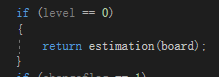 if (level == 0)
{
return estimation(board);
}